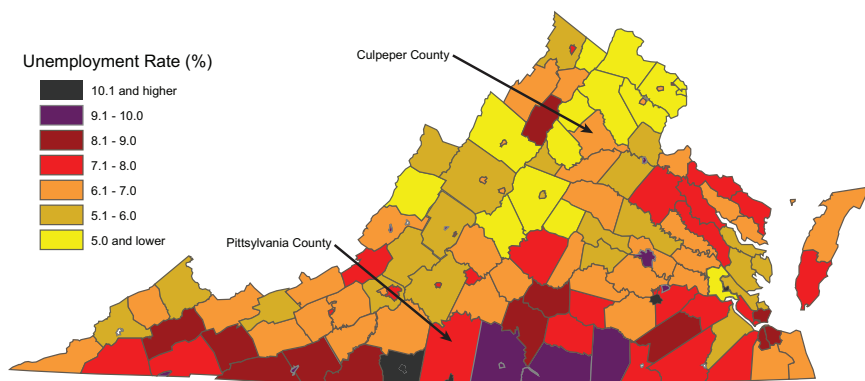 Culpeper County
Unemployment Rate (%)
10.1 and higher
9.1 - 10.0
8.1 - 9.0
7.1 - 8.0
6.1 - 7.0
5.1 - 6.0
5.0 and lower
Pittsylvania County